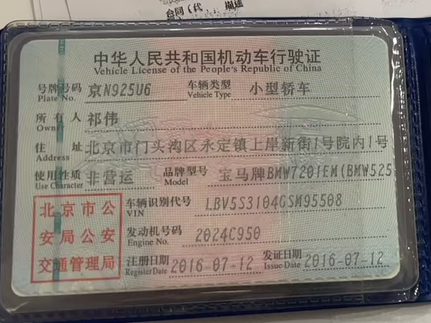 合同(代
中华人民共和国机动车行驶证
Vehicle License of the People's Republic of China
号牌号码 京N925U6 车辆类型 小型轿车
Plate No. Vehicle Type
所有人 祁伟
Owner
住址 北京市门头沟区永定镇上岸新街1号院内1号
Address
使用性质 非营运 品牌型号 宝马牌BMW7201EM(BMW525
Use Character Model
北京市公 车辆识别代号 LBV5S3104GSM95508
VIN
安局公安 发动机号码 2024C950
Engine No.
交通管理局 注册日期 2016-07-12 发证日期 2016-07-12
Register Date Issue Date